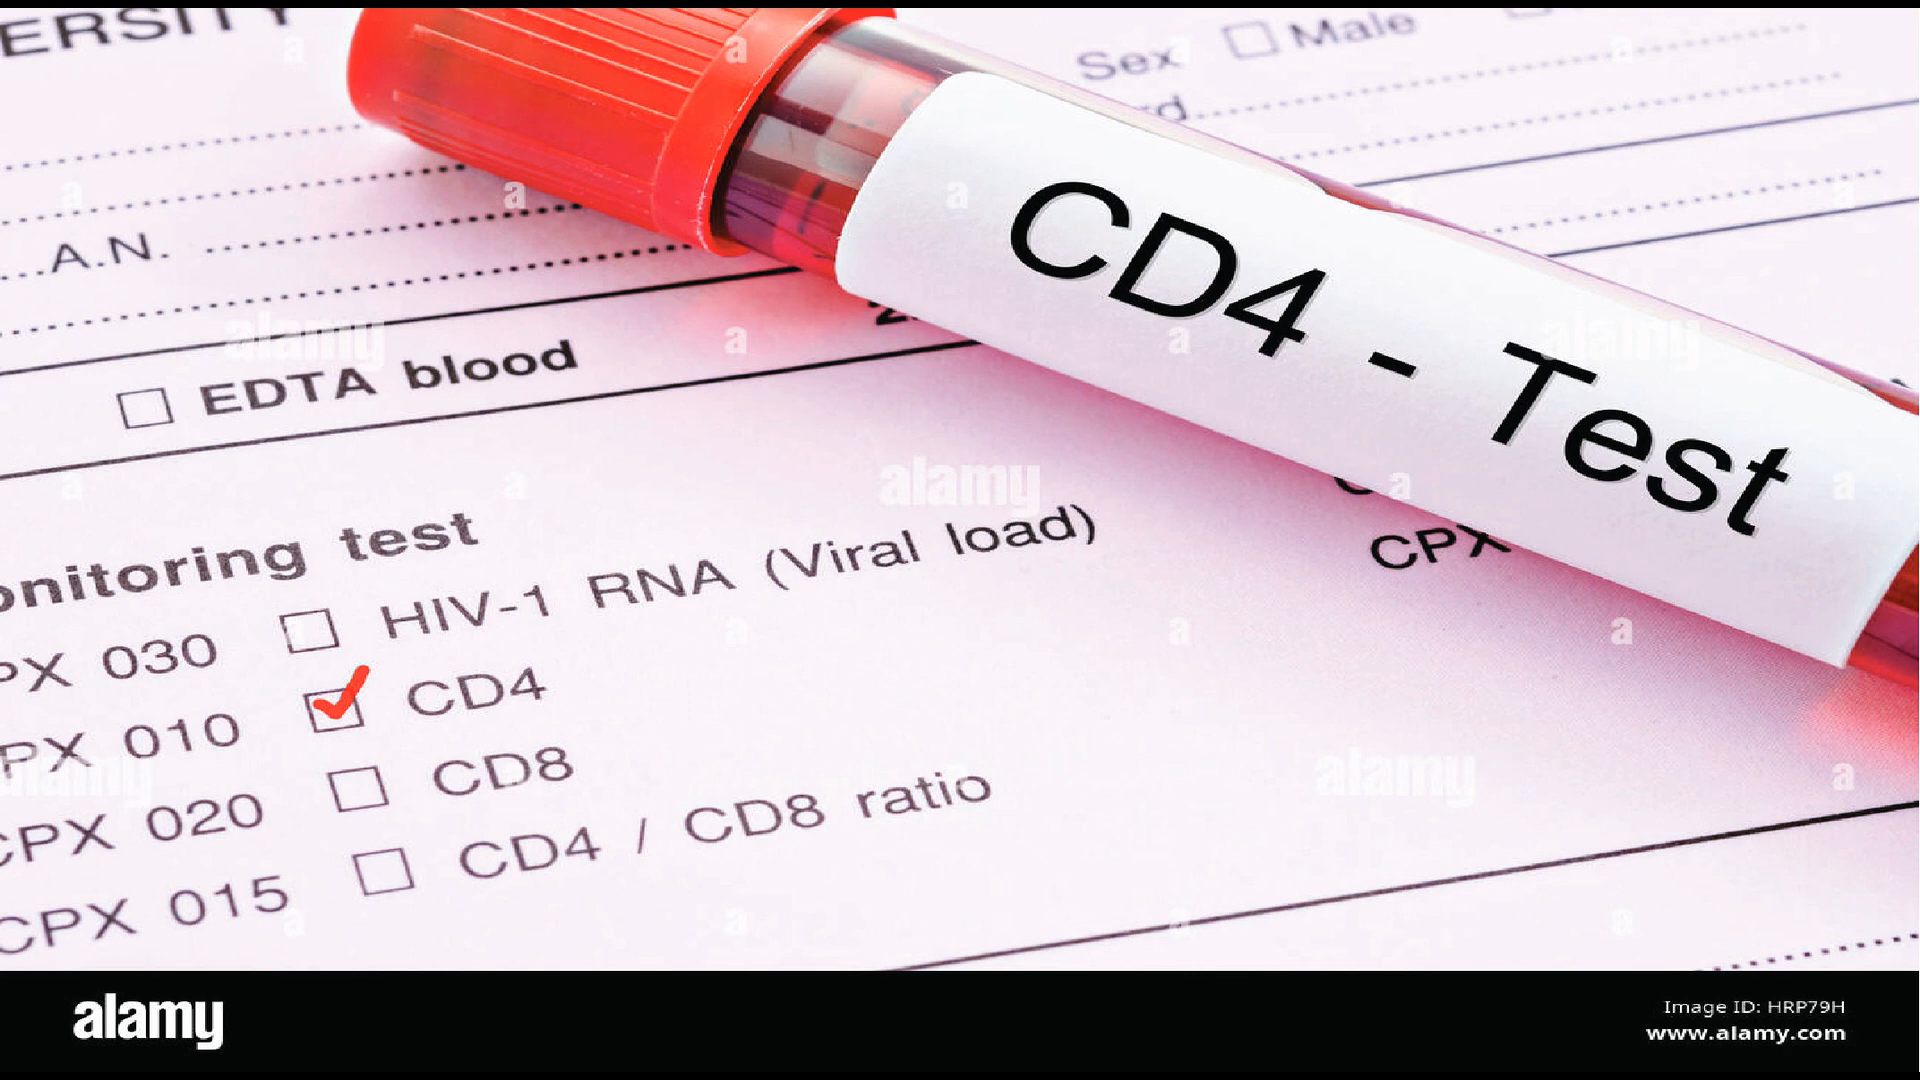 ERSITY
Sex □ Male
...A.N.
□ EDTA blood
CD4 - Test
onitoring test
PX 030 □ HIV-1 RNA (Viral load)
CPX
PX 010 ☑ CD4
CPX 020 □ CD8
CPX 015 □ CD4 / CD8 ratio
alamy
Image ID: HRP79H
www.alamy.com